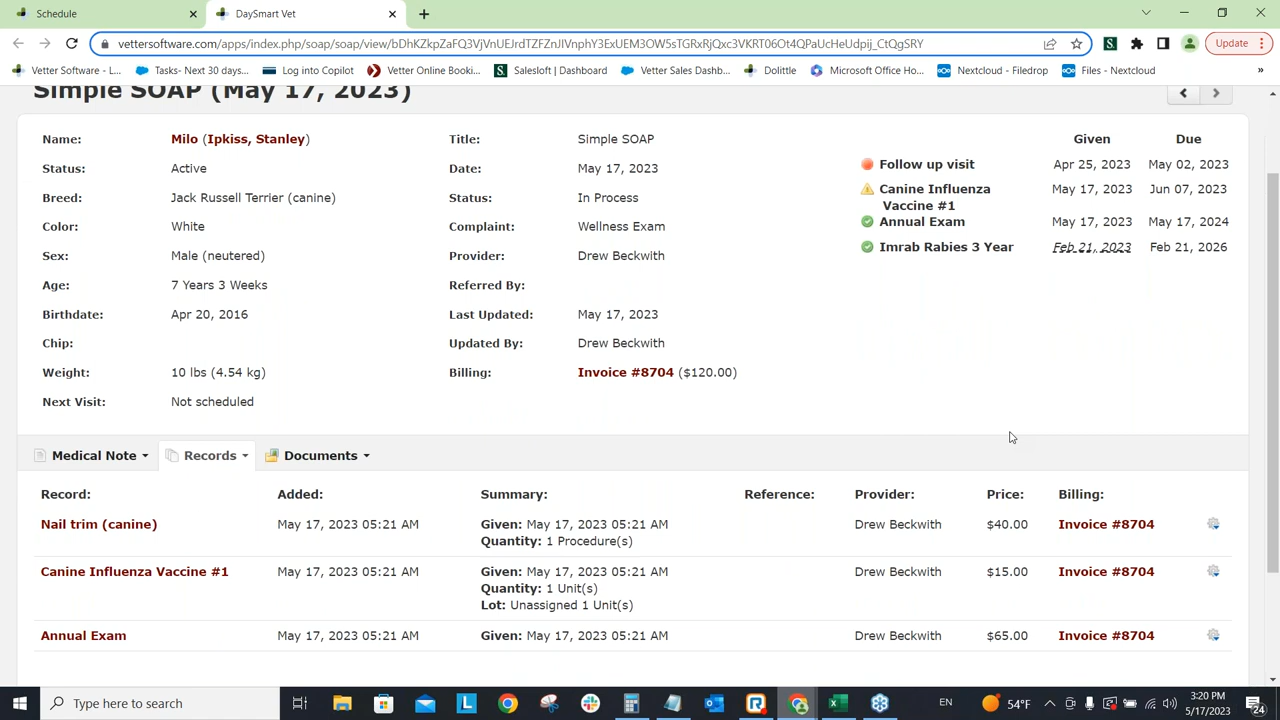 Schedule
DaySmart Vet
vettersoftware.com/apps/index.php/soap/soap/view/bDhKZkpZaFQ3VjVnUEJrdTZFZnJIVnphY3ExUEM3OW5sTGRxRjQxc3VKRT06Ot4QPaUcHeUdpij_CtQgSRY
Update
Vetter Software - L...
Tasks- Next 30 days...
Log into Copilot
Vetter Online Booki...
Salesloft | Dashboard
Vetter Sales Dashb...
Dolittle
Microsoft Office Ho...
Nextcloud - Filedrop
Files - Nextcloud
»
Simple SOAP (May 17, 2023)
Name: Milo (Ipkiss, Stanley)
Status: Active
Breed: Jack Russell Terrier (canine)
Color: White
Sex: Male (neutered)
Age: 7 Years 3 Weeks
Birthdate: Apr 20, 2016
Chip:
Weight: 10 lbs (4.54 kg)
Next Visit: Not scheduled
Title: Simple SOAP
Date: May 17, 2023
Status: In Process
Complaint: Wellness Exam
Provider: Drew Beckwith
Referred By:
Last Updated: May 17, 2023
Updated By: Drew Beckwith
Billing: Invoice #8704 ($120.00)
Given Due
Follow up visit Apr 25, 2023 May 02, 2023
Canine Influenza May 17, 2023 Jun 07, 2023
Vaccine #1
Annual Exam May 17, 2023 May 17, 2024
Imrab Rabies 3 Year Feb 21, 2023 Feb 21, 2026
Medical Note Records Documents
Record: Added: Summary: Reference: Provider: Price: Billing:
Nail trim (canine) May 17, 2023 05:21 AM Given: May 17, 2023 05:21 AM Drew Beckwith $40.00 Invoice #8704
Quantity: 1 Procedure(s)
Canine Influenza Vaccine #1 May 17, 2023 05:21 AM Given: May 17, 2023 05:21 AM Drew Beckwith $15.00 Invoice #8704
Quantity: 1 Unit(s)
Lot: Unassigned 1 Unit(s)
Annual Exam May 17, 2023 05:21 AM Given: May 17, 2023 05:21 AM Drew Beckwith $65.00 Invoice #8704
Type here to search
EN
54°F
3:20 PM
5/17/2023
24